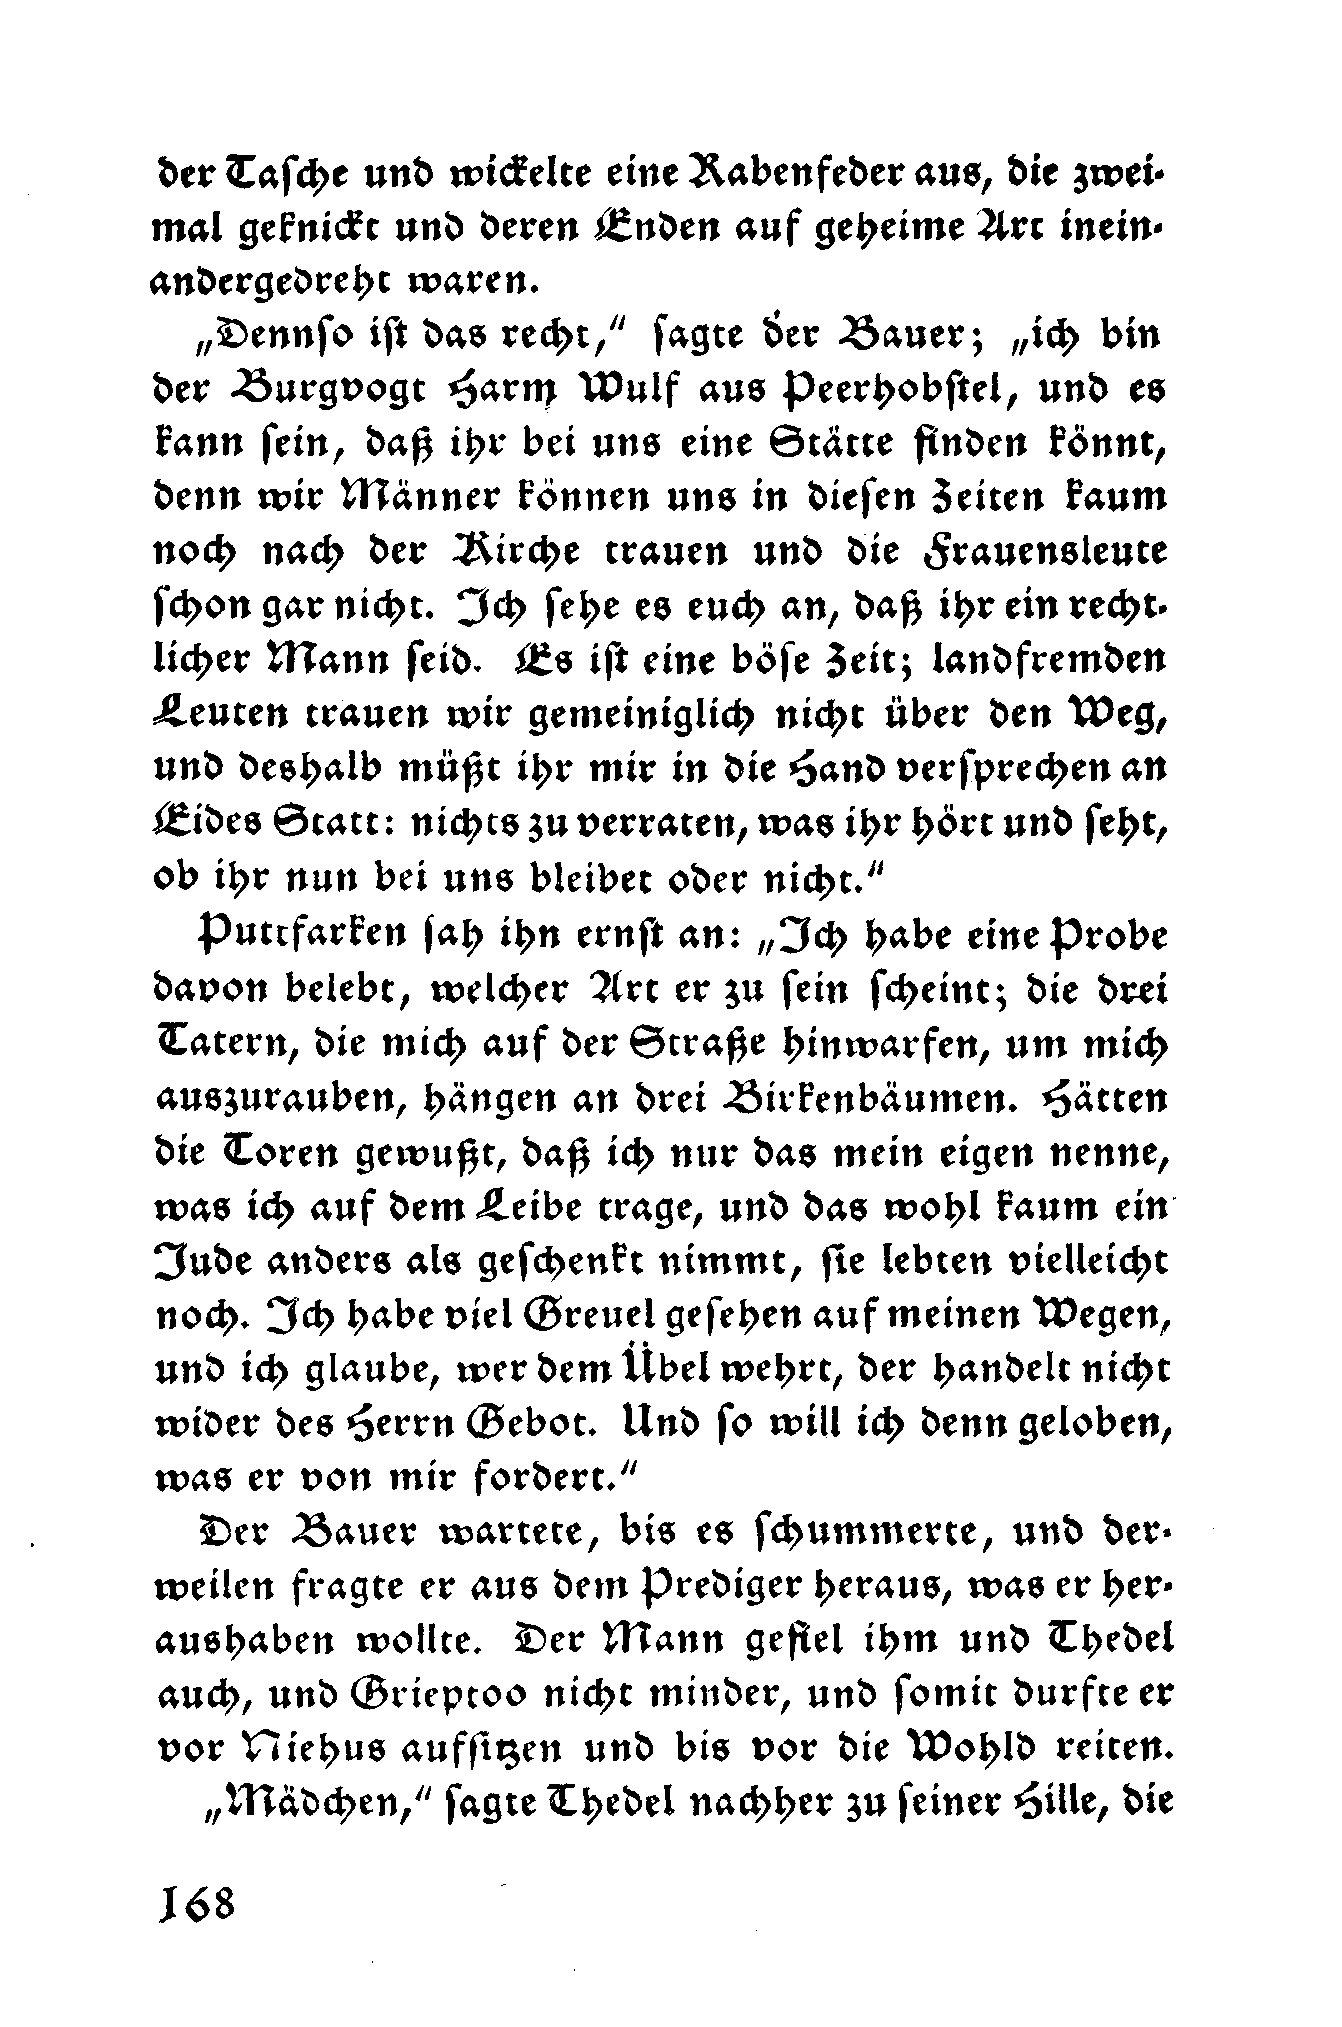 der Taſche und wickelte eine Rabenfeder aus, die zwei-
mal geknickt und deren Enden auf geheime Art inein-
andergedreht waren.
„Dennſo iſt das recht,“ ſagte der Bauer; „ich bin
der Burgvogt Harm Wulf aus Peerhobſtel, und es
kann ſein, daß ihr bei uns eine Stätte finden könnt,
denn wir Männer können uns in dieſen Zeiten kaum
noch nach der Kirche trauen und die Frauensleute
ſchon gar nicht. Ich ſehe es euch an, daß ihr ein recht-
licher Mann ſeid. Es iſt eine böſe Zeit; landfremden
Leuten trauen wir gemeiniglich nicht über den Weg,
und deshalb müßt ihr mir in die Hand verſprechen an
Eides Statt: nichts zu verraten, was ihr hört und ſeht,
ob ihr nun bei uns bleibet oder nicht.“
Puttfarken ſah ihn ernſt an: „Ich habe eine Probe
davon belebt, welcher Art er zu ſein ſcheint; die drei
Tatern, die mich auf der Straße hinwarfen, um mich
auszurauben, hängen an drei Birkenbäumen. Hätten
die Toren gewußt, daß ich nur das mein eigen nenne,
was ich auf dem Leibe trage, und das wohl kaum ein
Jude anders als geſchenkt nimmt, ſie lebten vielleicht
noch. Ich habe viel Greuel geſehen auf meinen Wegen,
und ich glaube, wer dem Übel wehrt, der handelt nicht
wider des Herrn Gebot. Und ſo will ich denn geloben,
was er von mir fordert.“
Der Bauer wartete, bis es ſchummerte, und der-
weilen fragte er aus dem Prediger heraus, was er her-
aushaben wollte. Der Mann gefiel ihm und Thedel
auch, und Grieptoo nicht minder, und ſomit durfte er
vor Niehus aufſitzen und bis vor die Wohld reiten.
„Mädchen,“ ſagte Thedel nachher zu ſeiner Hille, die
168